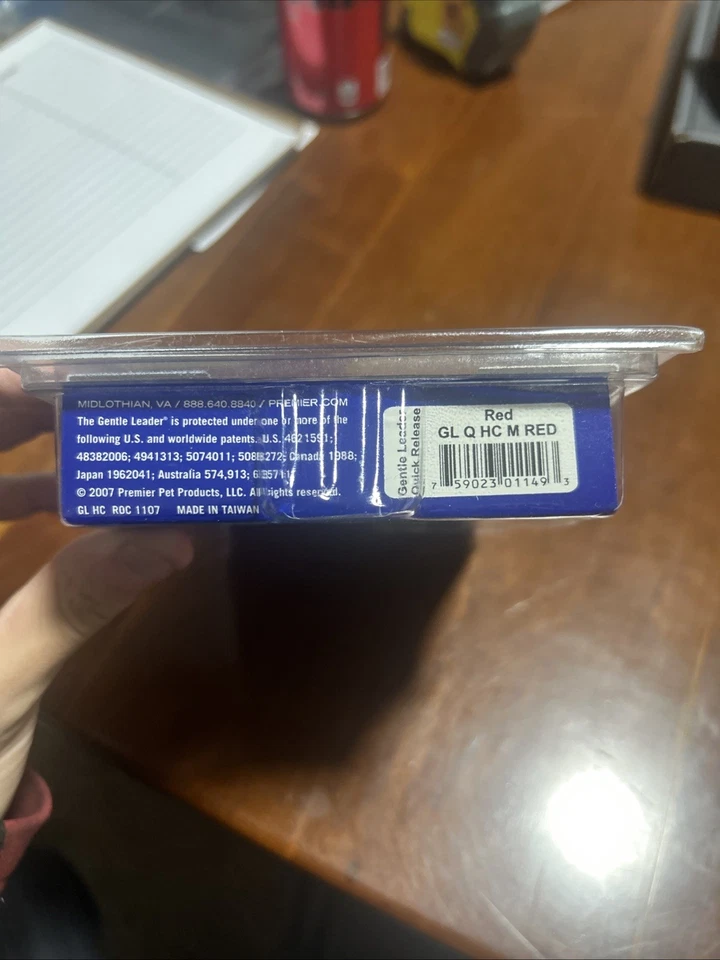 MIDLOTHIAN, VA / 888.640.8840 / PREMIER.COM
The Gentle Leader® is protected under one or more of the
following U.S. and worldwide patents. U.S. 4621591;
48382006; 4941313; 5074011; Canada 1988;
Japan 1962041; Australia 574,913;
© 2007 Premier Pet Products, LLC. All rights reserved.
GL HC ROC 1107 MADE IN TAIWAN
Gentle Leader
Quick Release
Red
GL Q HC M RED
7 59023 01149 3